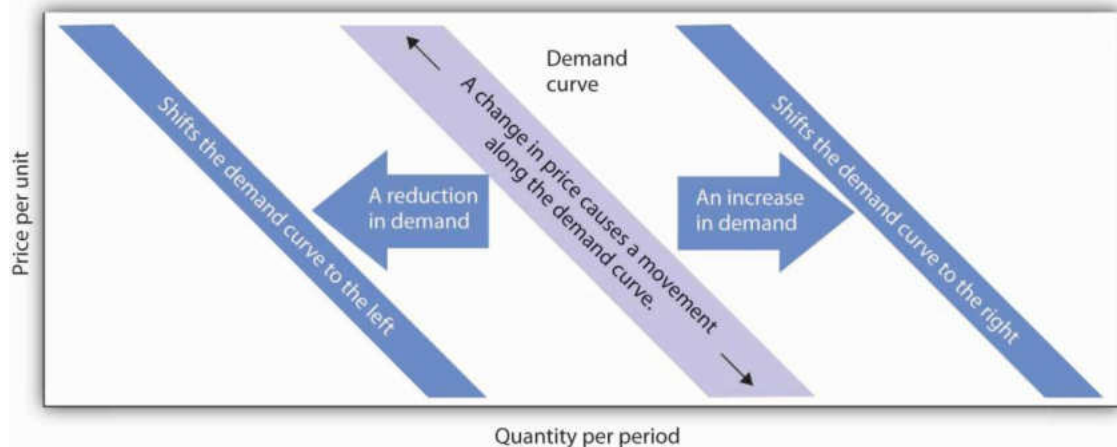 Demand
curve
Shifts the demand curve to the left
A reduction
in demand
A change in price causes a movement
along the demand curve.
An increase
in demand
Shifts the demand curve to the right
Price per unit
Quantity per period